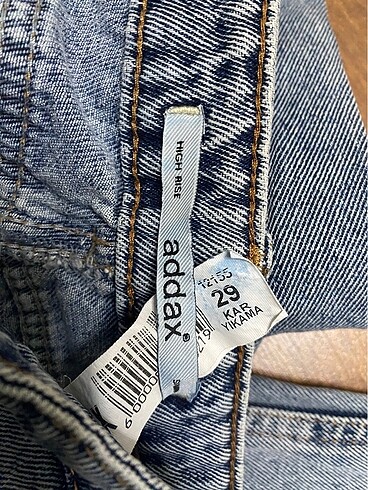 HIGH RISE
addax®
12155
29
KAR
YIKAMA